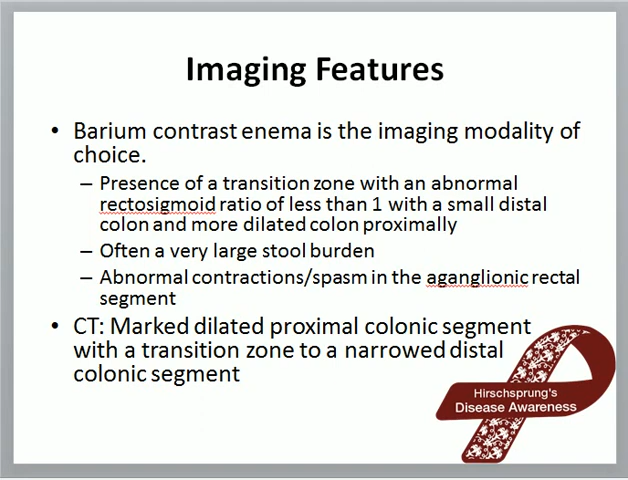 Imaging Features
• Barium contrast enema is the imaging modality of
choice.
– Presence of a transition zone with an abnormal
rectosigmoid ratio of less than 1 with a small distal
colon and more dilated colon proximally
– Often a very large stool burden
– Abnormal contractions/spasm in the aganglionic rectal
segment
• CT: Marked dilated proximal colonic segment
with a transition zone to a narrowed distal
colonic segment
Hirschsprung's
Disease Awareness